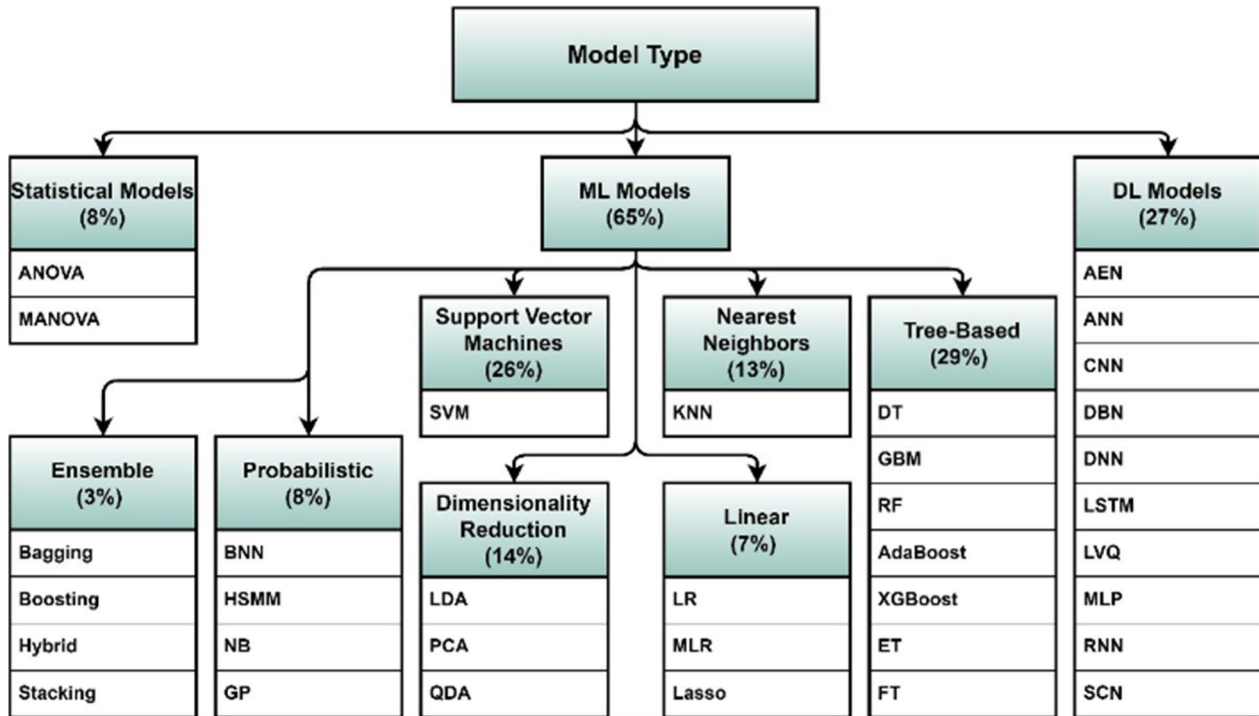 Model Type
Statistical Models
(8%)
ANOVA
MANOVA
ML Models
(65%)
DL Models
(27%)
AEN
ANN
CNN
DBN
DNN
LSTM
LVQ
MLP
RNN
SCN
Support Vector
Machines
(26%)
SVM
Nearest
Neighbors
(13%)
KNN
Tree-Based
(29%)
DT
GBM
RF
AdaBoost
XGBoost
ET
FT
Ensemble
(3%)
Bagging
Boosting
Hybrid
Stacking
Probabilistic
(8%)
BNN
HSMM
NB
GP
Dimensionality
Reduction
(14%)
LDA
PCA
QDA
Linear
(7%)
LR
MLR
Lasso